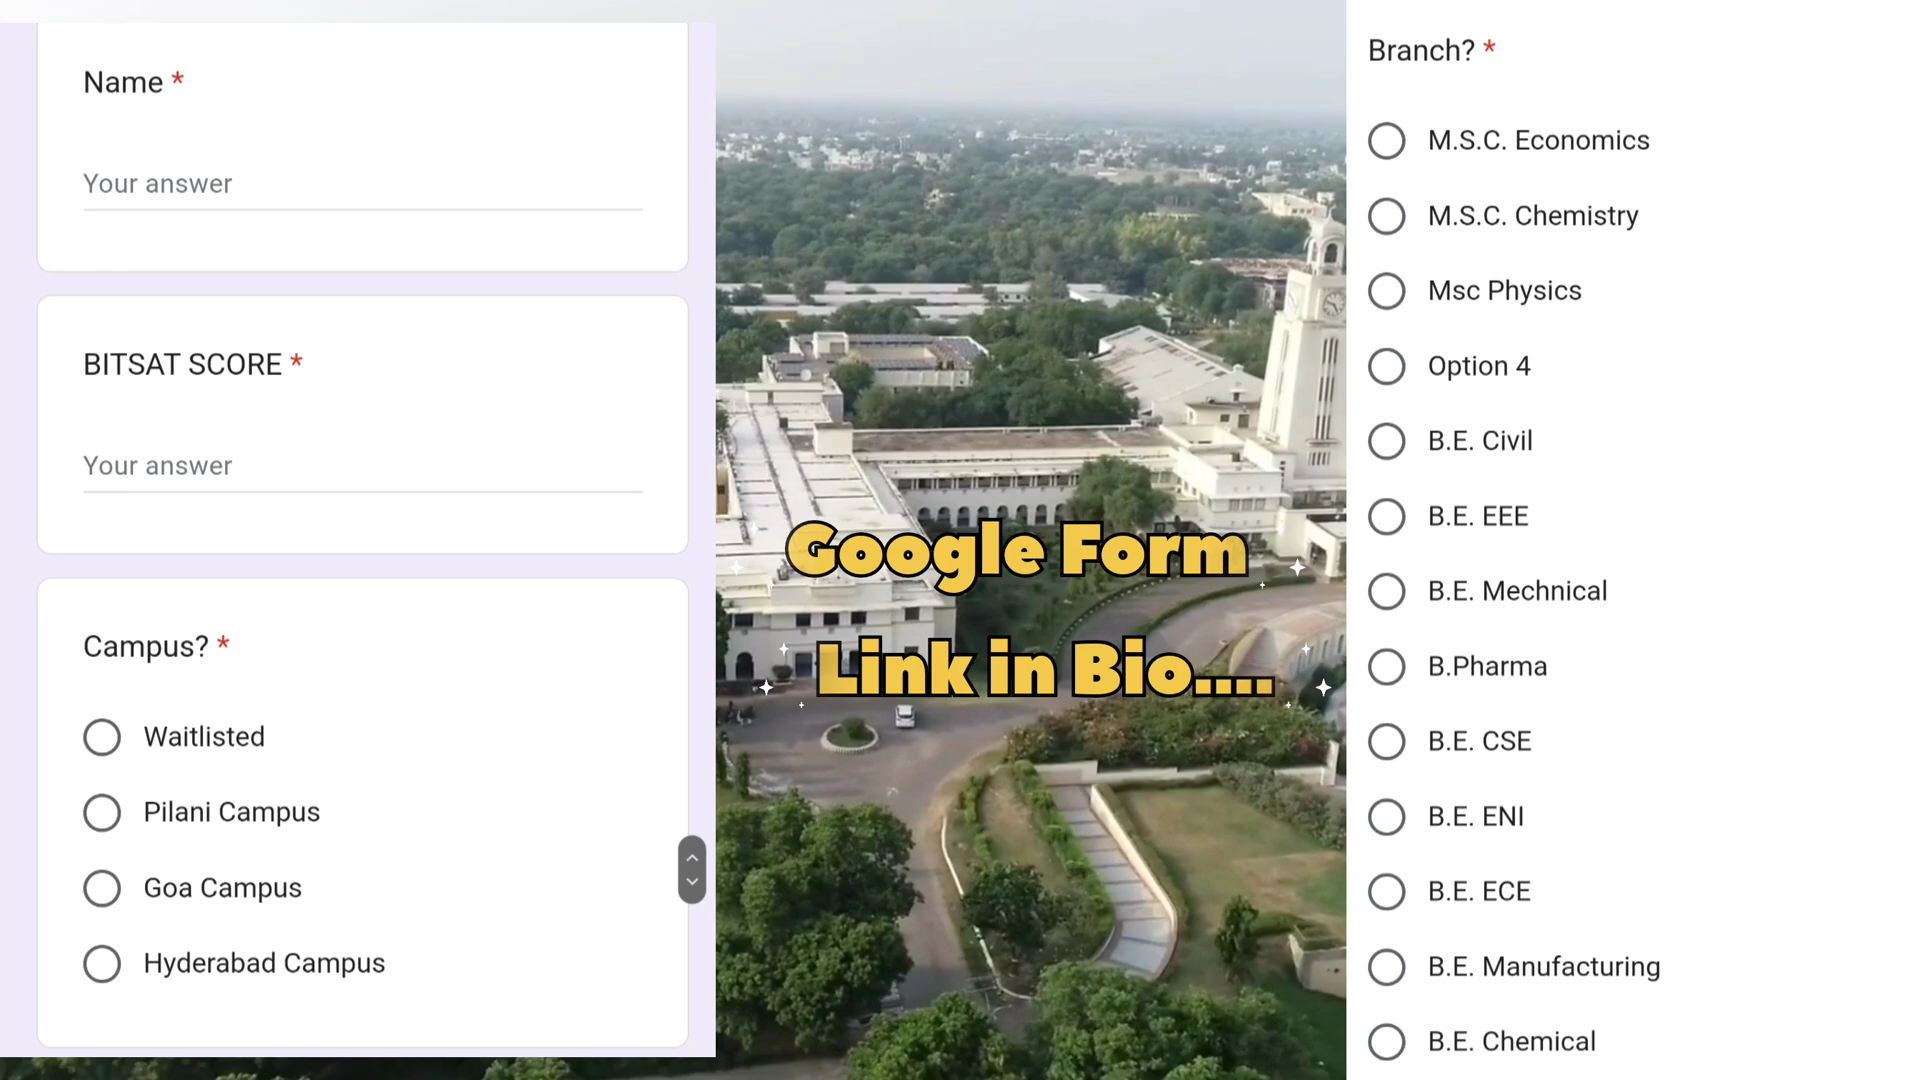 Name *
Your answer
BITSAT SCORE *
Your answer
Campus? *
Waitlisted
Pilani Campus
Goa Campus
Hyderabad Campus
Google Form
Link in Bio....
Branch? *
M.S.C. Economics
M.S.C. Chemistry
Msc Physics
Option 4
B.E. Civil
B.E. EEE
B.E. Mechnical
B.Pharma
B.E. CSE
B.E. ENI
B.E. ECE
B.E. Manufacturing
B.E. Chemical